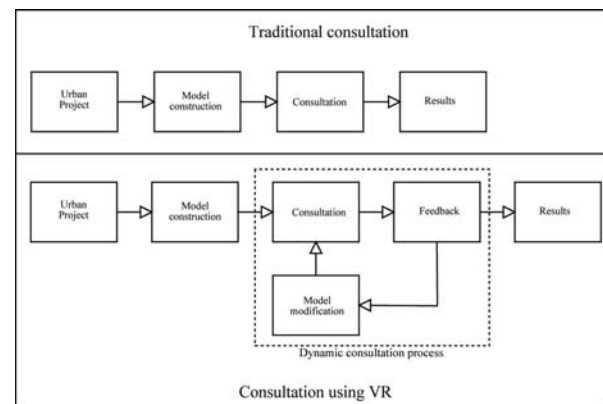 Traditional consultation
Urban
Project
Model
construction
Consultation
Results
Urban
Project
Model
construction
Consultation
Feedback
Results
Model
modification
Dynamic consultation process
Consultation using VR